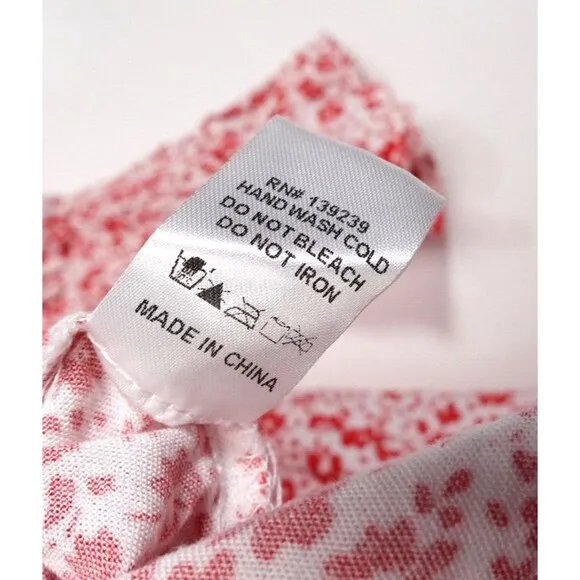 RN# 139239
HAND WASH COLD
DO NOT BLEACH
DO NOT IRON
MADE IN CHINA